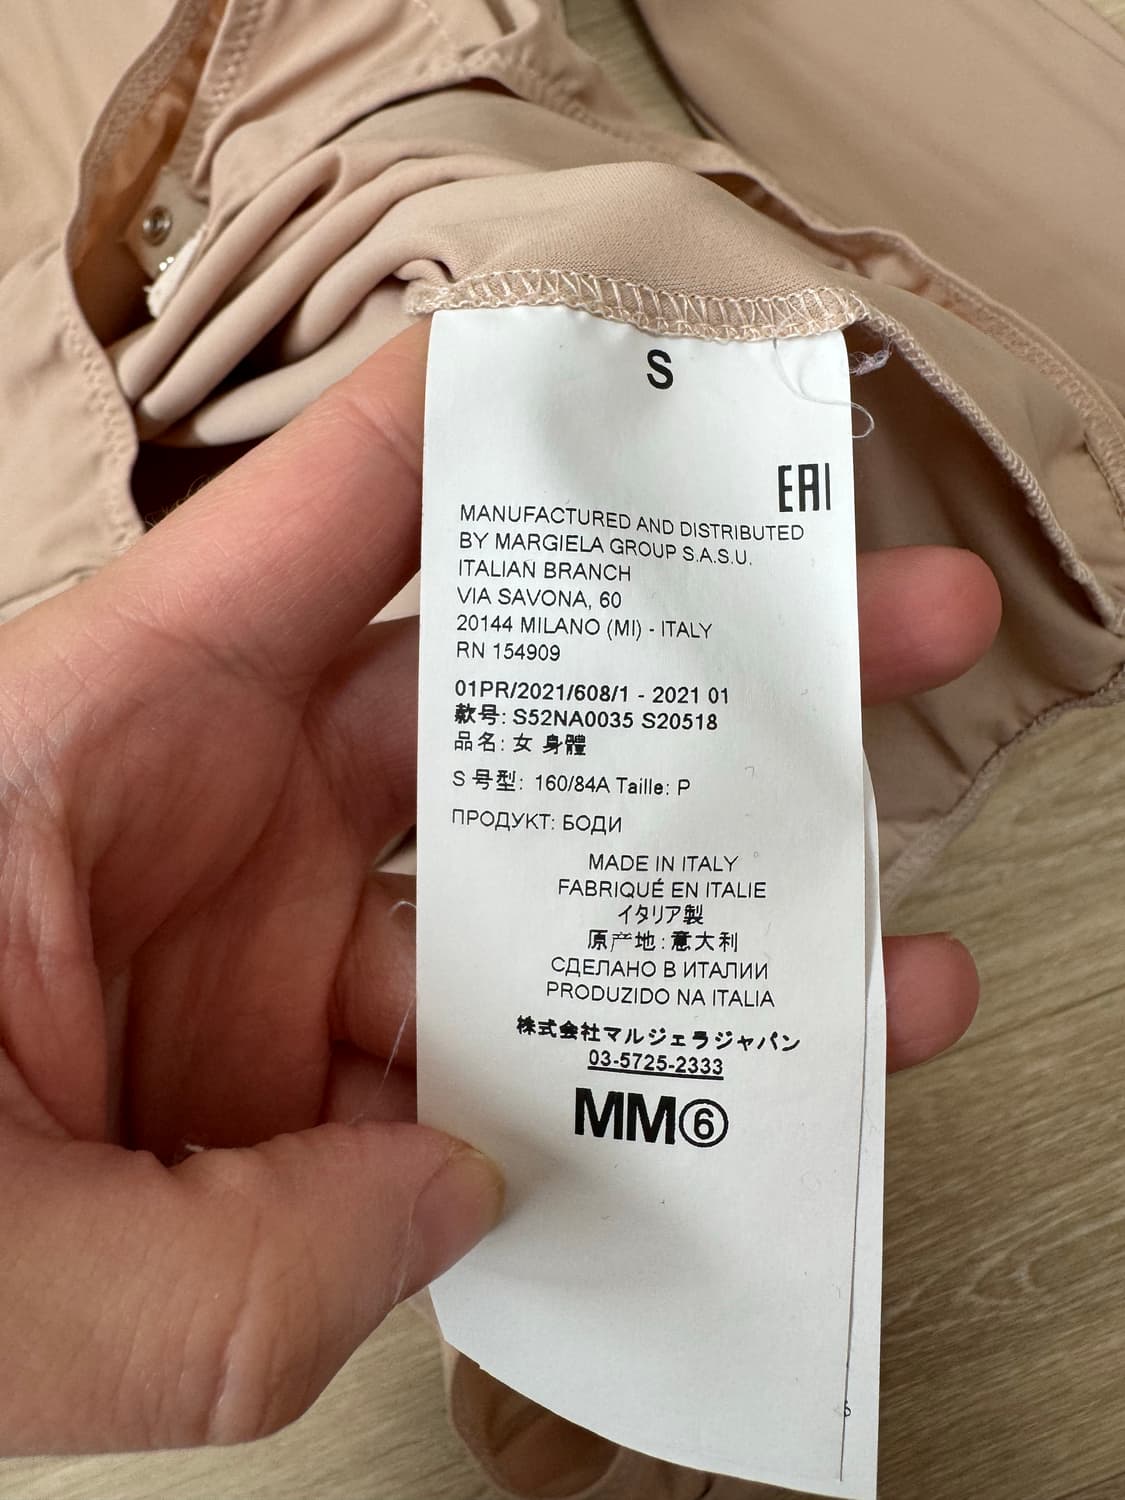 S
EAC
MANUFACTURED AND DISTRIBUTED
BY MARGIELA GROUP S.A.S.U.
ITALIAN BRANCH
VIA SAVONA, 60
20144 MILANO (MI) - ITALY
RN 154909
01PR/2021/608/1 - 2021 01
款号: S52NA0035 S20518
品名: 女 身體
S 号型: 160/84A Taille: P
ПРОДУКТ: БОДИ
MADE IN ITALY
FABRIQUÉ EN ITALIE
イタリア製
原产地: 意大利
СДЕЛАНО В ИТАЛИИ
PRODUZIDO NA ITALIA
株式会社マルジェラジャパン
03-5725-2333
MM⑥